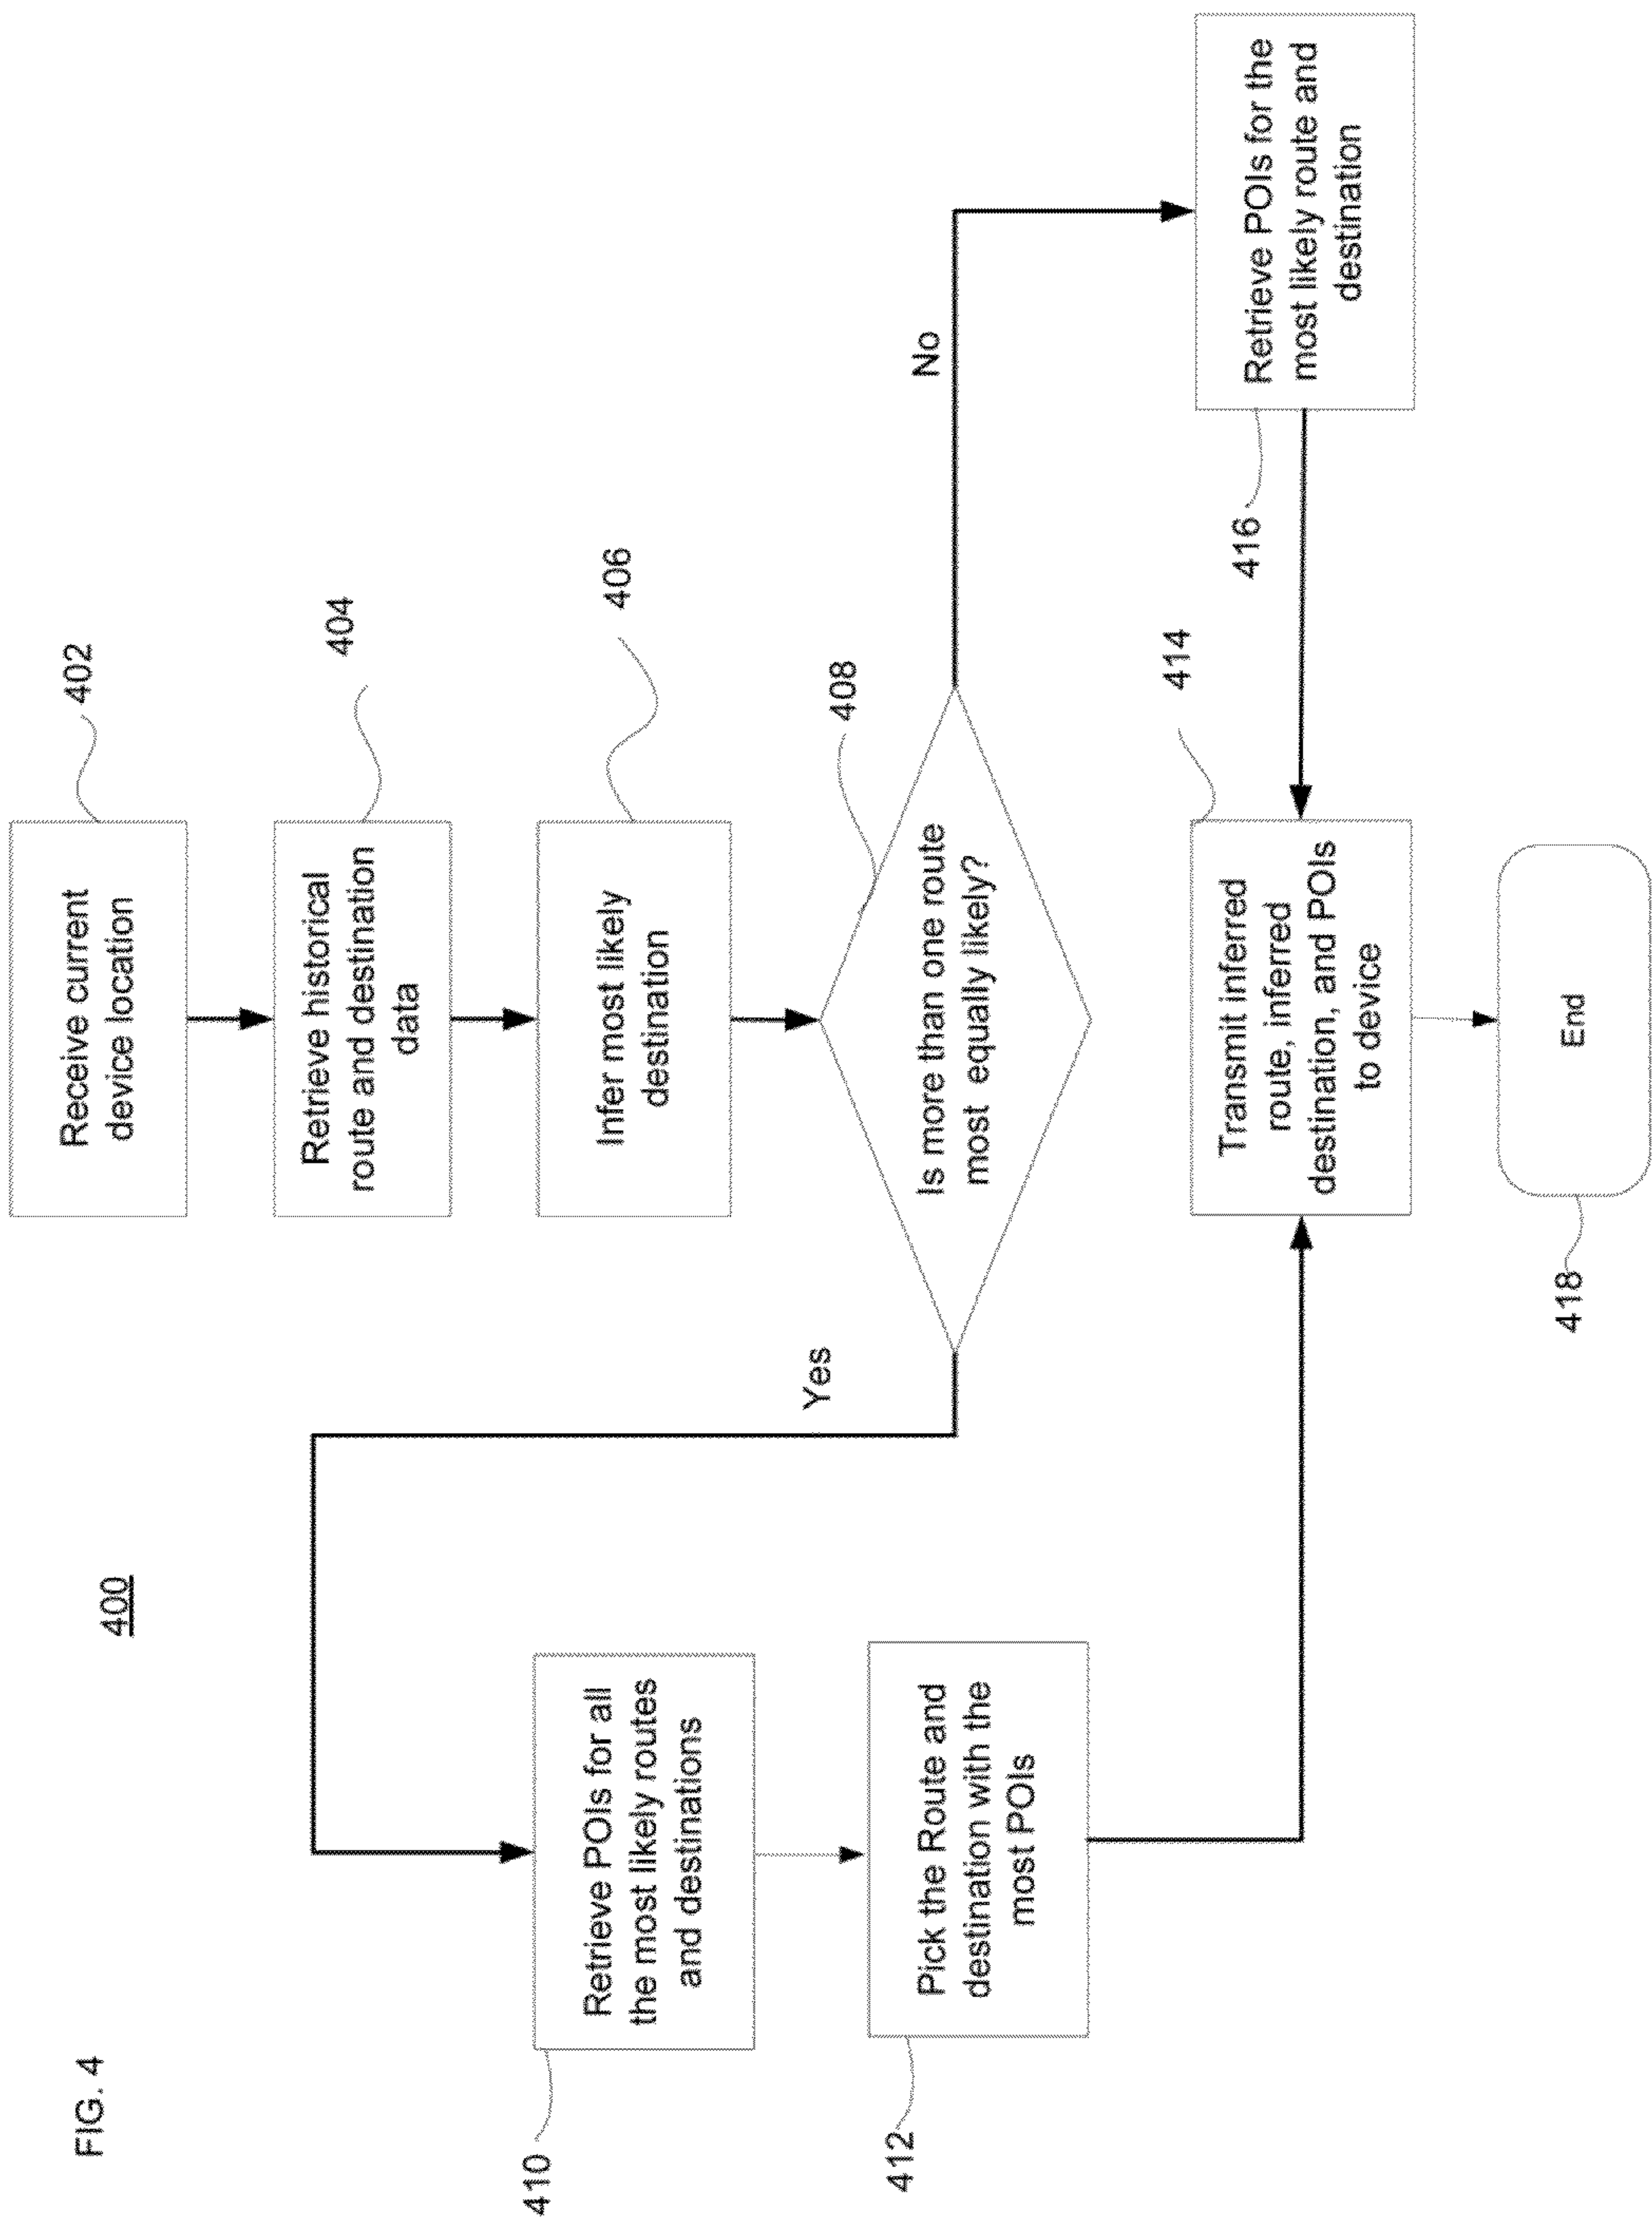 FIG. 4
400
Receive current
device location
402
Retrieve historical
route and destination
data
404
Infer most likely
destination
406
Is more than one route
most equally likely?
408
Yes
No
Retrieve POIs for all
the most likely routes
and destinations
410
Pick the Route and
destination with the
most POIs
412
Transmit inferred
route, inferred
destination, and POIs
to device
414
Retrieve POIs for the
most likely route and
destination
416
End
418